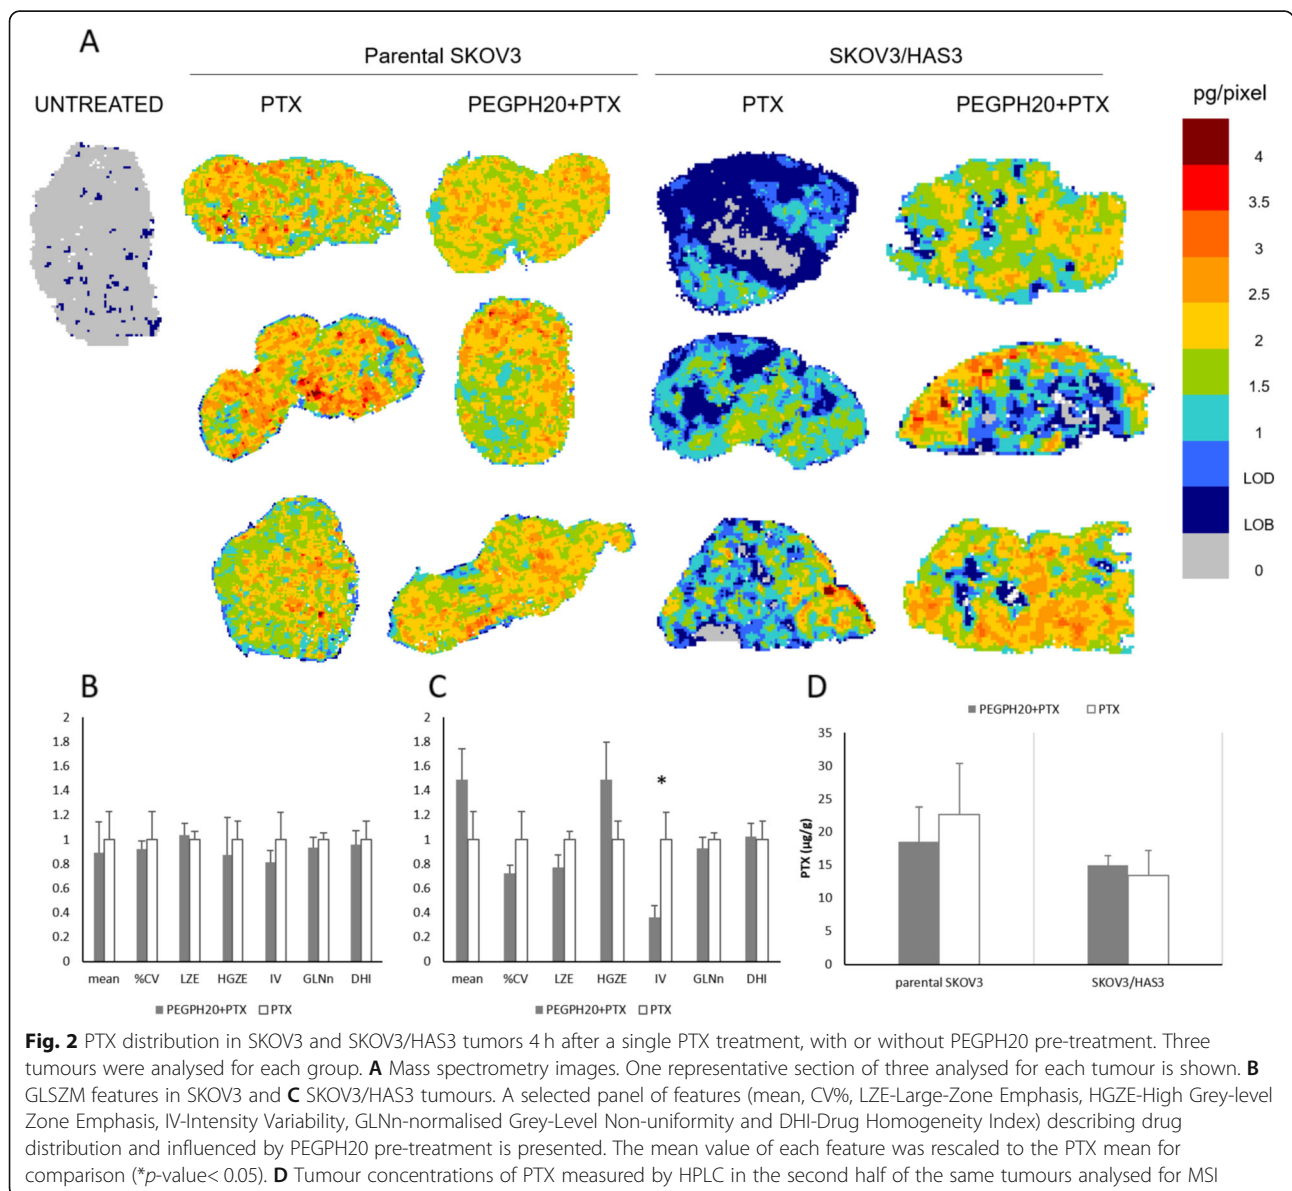 A
Parental SKOV3
SKOV3/HAS3
UNTREATED
PTX
PEGPH20+PTX
PTX
PEGPH20+PTX
pg/pixel
4
3.5
3
2.5
2
1.5
1
LOD
LOB
0
B
2
1.8
1.6
1.4
1.2
1
0.8
0.6
0.4
0.2
0
mean
%CV
LZE
HGZE
IV
GLNn
DHI
PEGPH20+PTX
PTX
C
2
1.8
1.6
1.4
1.2
1
0.8
0.6
0.4
0.2
0
*
mean
%CV
LZE
HGZE
IV
GLNn
DHI
PEGPH20+PTX
PTX
D
PEGPH20+PTX
PTX
PTX (µg/g)
35
30
25
20
15
10
5
0
parental SKOV3
SKOV3/HAS3
Fig. 2 PTX distribution in SKOV3 and SKOV3/HAS3 tumors 4 h after a single PTX treatment, with or without PEGPH20 pre-treatment. Three
tumours were analysed for each group. A Mass spectrometry images. One representative section of three analysed for each tumour is shown. B
GLSZM features in SKOV3 and C SKOV3/HAS3 tumours. A selected panel of features (mean, CV%, LZE-Large-Zone Emphasis, HGZE-High Grey-level
Zone Emphasis, IV-Intensity Variability, GLNn-normalised Grey-Level Non-uniformity and DHI-Drug Homogeneity Index) describing drug
distribution and influenced by PEGPH20 pre-treatment is presented. The mean value of each feature was rescaled to the PTX mean for
comparison (*p-value< 0.05). D Tumour concentrations of PTX measured by HPLC in the second half of the same tumours analysed for MSI